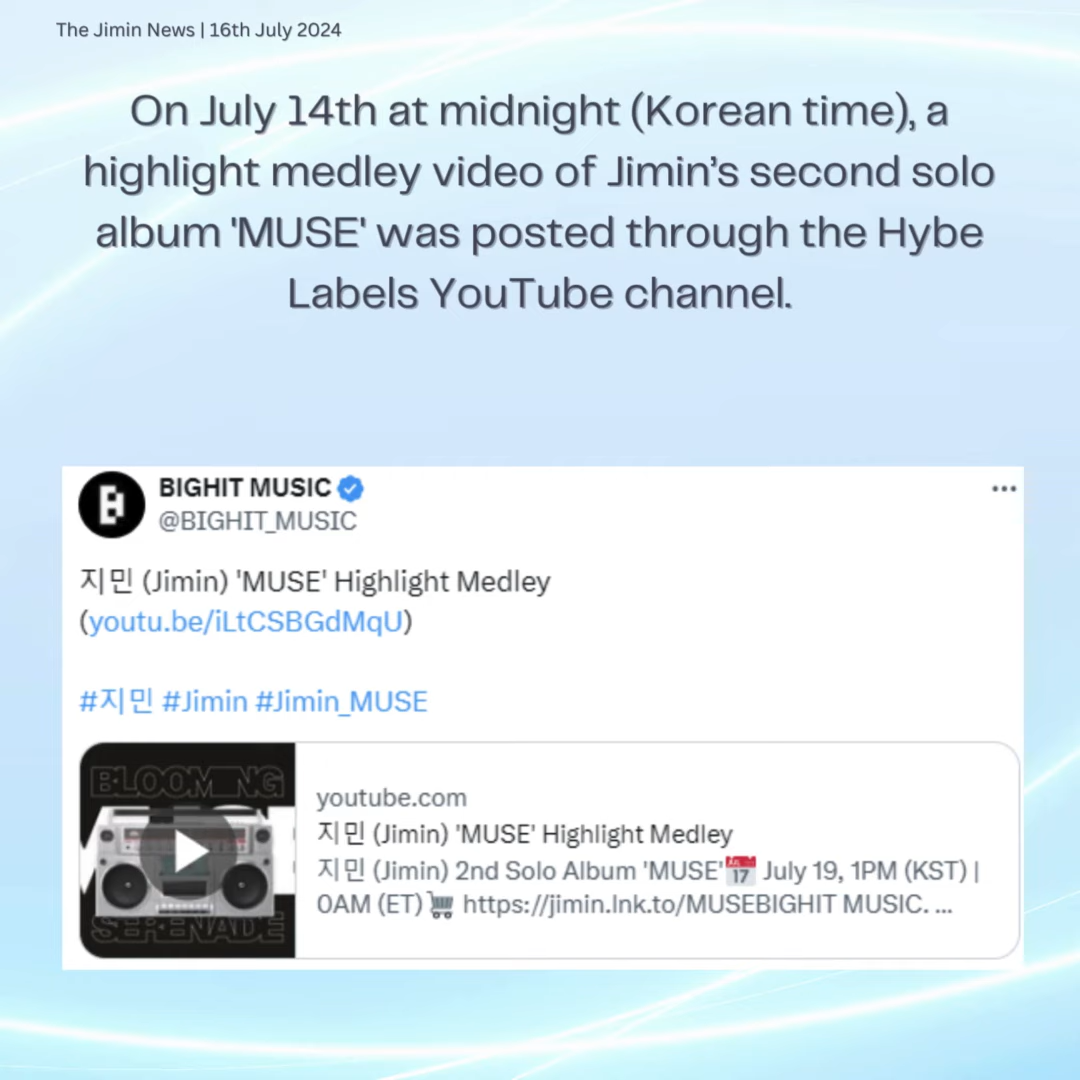 The Jimin News | 16th July 2024
On July 14th at midnight (Korean time), a
highlight medley video of Jimin’s second solo
album 'MUSE' was posted through the Hybe
Labels YouTube channel.
BIGHIT MUSIC
@BIGHIT_MUSIC
지민 (Jimin) 'MUSE' Highlight Medley
(youtu.be/iLtCSBGdMqU)
#지민 #Jimin #Jimin_MUSE
BLOOMING
SERENADE
youtube.com
지민 (Jimin) 'MUSE' Highlight Medley
지민 (Jimin) 2nd Solo Album 'MUSE'📅 July 19, 1PM (KST) |
0AM (ET)🛒 https://jimin.lnk.to/MUSEBIGHIT MUSIC. ...